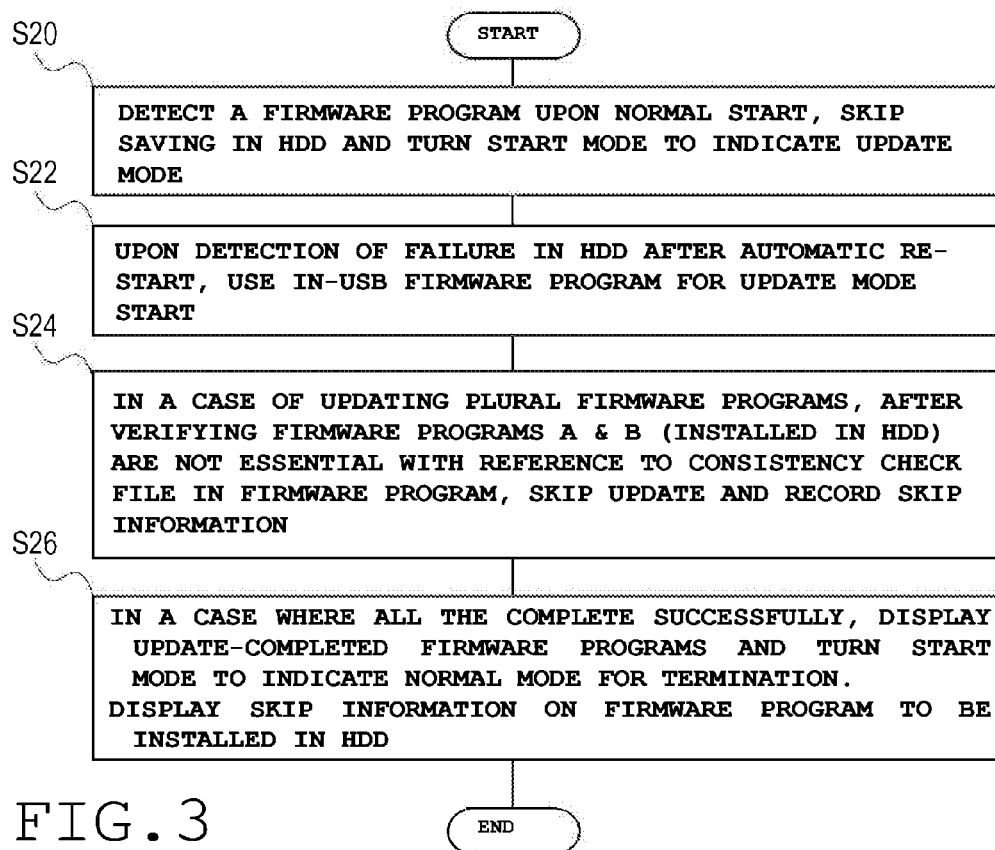 S20
START
DETECT A FIRMWARE PROGRAM UPON NORMAL START, SKIP
SAVING IN HDD AND TURN START MODE TO INDICATE UPDATE
MODE
S22
UPON DETECTION OF FAILURE IN HDD AFTER AUTOMATIC RE-
START, USE IN-USB FIRMWARE PROGRAM FOR UPDATE MODE
START
S24
IN A CASE OF UPDATING PLURAL FIRMWARE PROGRAMS, AFTER
VERIFYING FIRMWARE PROGRAMS A & B (INSTALLED IN HDD)
ARE NOT ESSENTIAL WITH REFERENCE TO CONSISTENCY CHECK
FILE IN FIRMWARE PROGRAM, SKIP UPDATE AND RECORD SKIP
INFORMATION
S26
IN A CASE WHERE ALL THE COMPLETE SUCCESSFULLY, DISPLAY
UPDATE-COMPLETED FIRMWARE PROGRAMS AND TURN START
MODE TO INDICATE NORMAL MODE FOR TERMINATION.
DISPLAY SKIP INFORMATION ON FIRMWARE PROGRAM TO BE
INSTALLED IN HDD
END
FIG.3